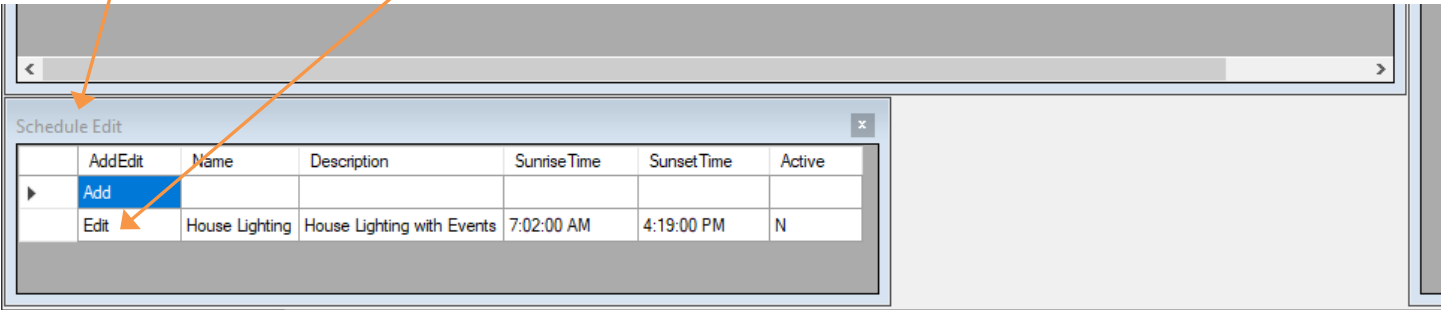 Schedule Edit
AddEdit Name Description SunriseTime SunsetTime Active
Add
Edit House Lighting House Lighting with Events 7:02:00 AM 4:19:00 PM N